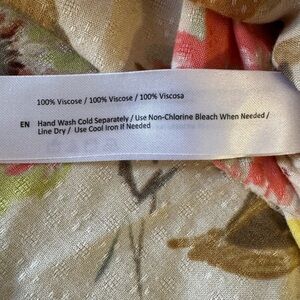 100% Viscose / 100% Viscose / 100% Viscosa
EN Hand Wash Cold Separately / Use Non-Chlorine Bleach When Needed /
Line Dry / Use Cool Iron If Needed